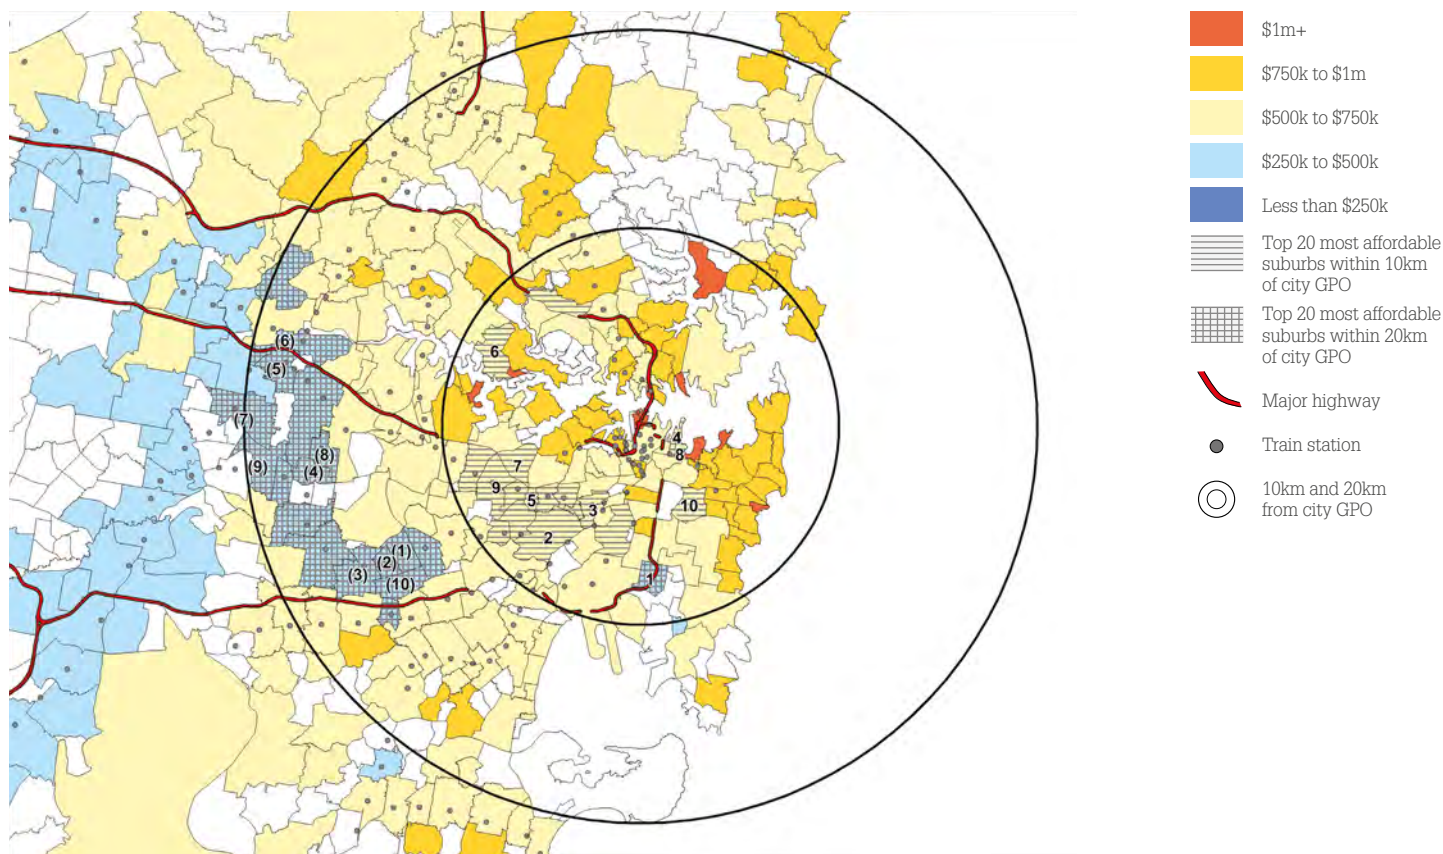 $1m+
$750k to $1m
$500k to $750k
$250k to $500k
Less than $250k
Top 20 most affordable
suburbs within 10km
of city GPO
Top 20 most affordable
suburbs within 20km
of city GPO
Major highway
Train station
10km and 20km
from city GPO
(6)
6
(5)
(7)
4
(8)
8
(9)
(4)
7
9
5
3
10
2
(1)
(2)
(3)
(10)
1